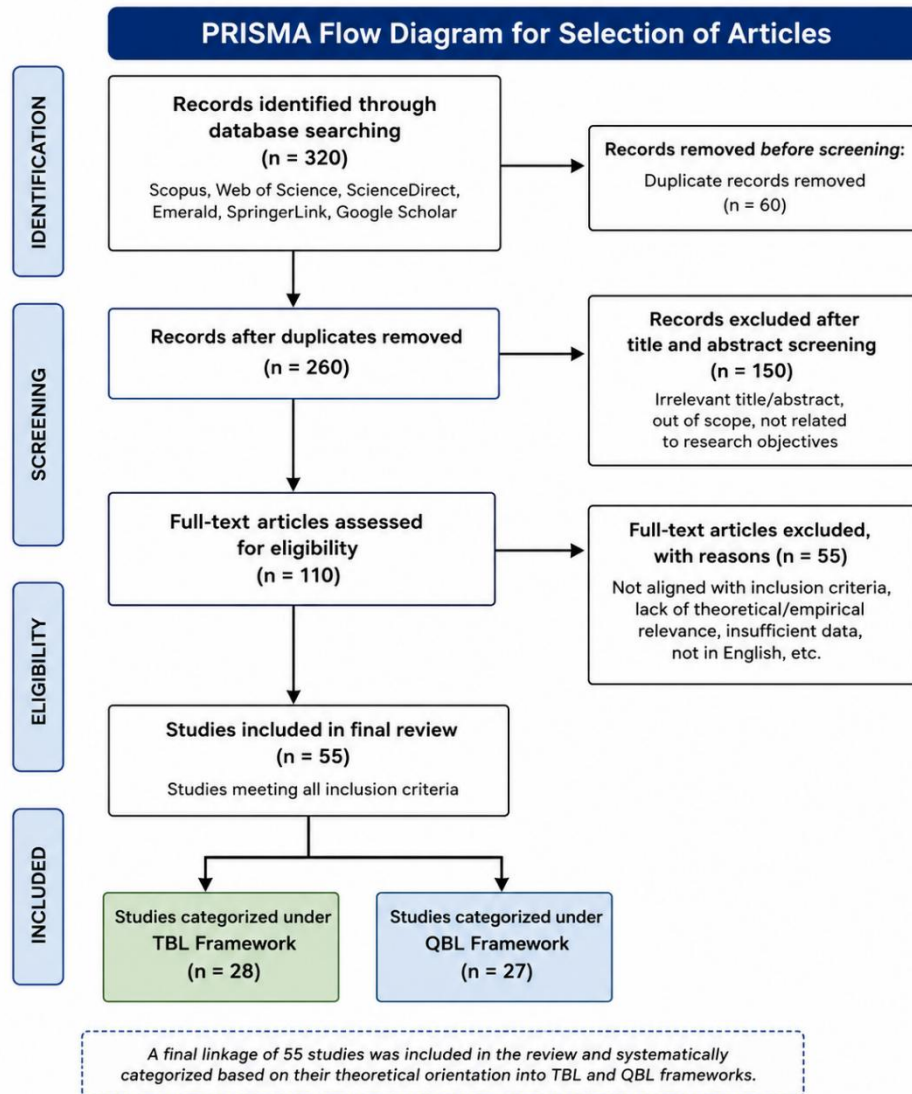 PRISMA Flow Diagram for Selection of Articles
IDENTIFICATION
Records identified through
database searching
(n = 320)
Scopus, Web of Science, ScienceDirect,
Emerald, SpringerLink, Google Scholar
Records removed before screening:
Duplicate records removed
(n = 60)
SCREENING
Records after duplicates removed
(n = 260)
Records excluded after
title and abstract screening
(n = 150)
Irrelevant title/abstract,
out of scope, not related
to research objectives
Full-text articles assessed
for eligibility
(n = 110)
Full-text articles excluded,
with reasons (n = 55)
Not aligned with inclusion criteria,
lack of theoretical/empirical
relevance, insufficient data,
not in English, etc.
ELIGIBILITY
Studies included in final review
(n = 55)
Studies meeting all inclusion criteria
INCLUDED
Studies categorized under
TBL Framework
(n = 28)
Studies categorized under
QBL Framework
(n = 27)
A final linkage of 55 studies was included in the review and systematically
categorized based on their theoretical orientation into TBL and QBL frameworks.